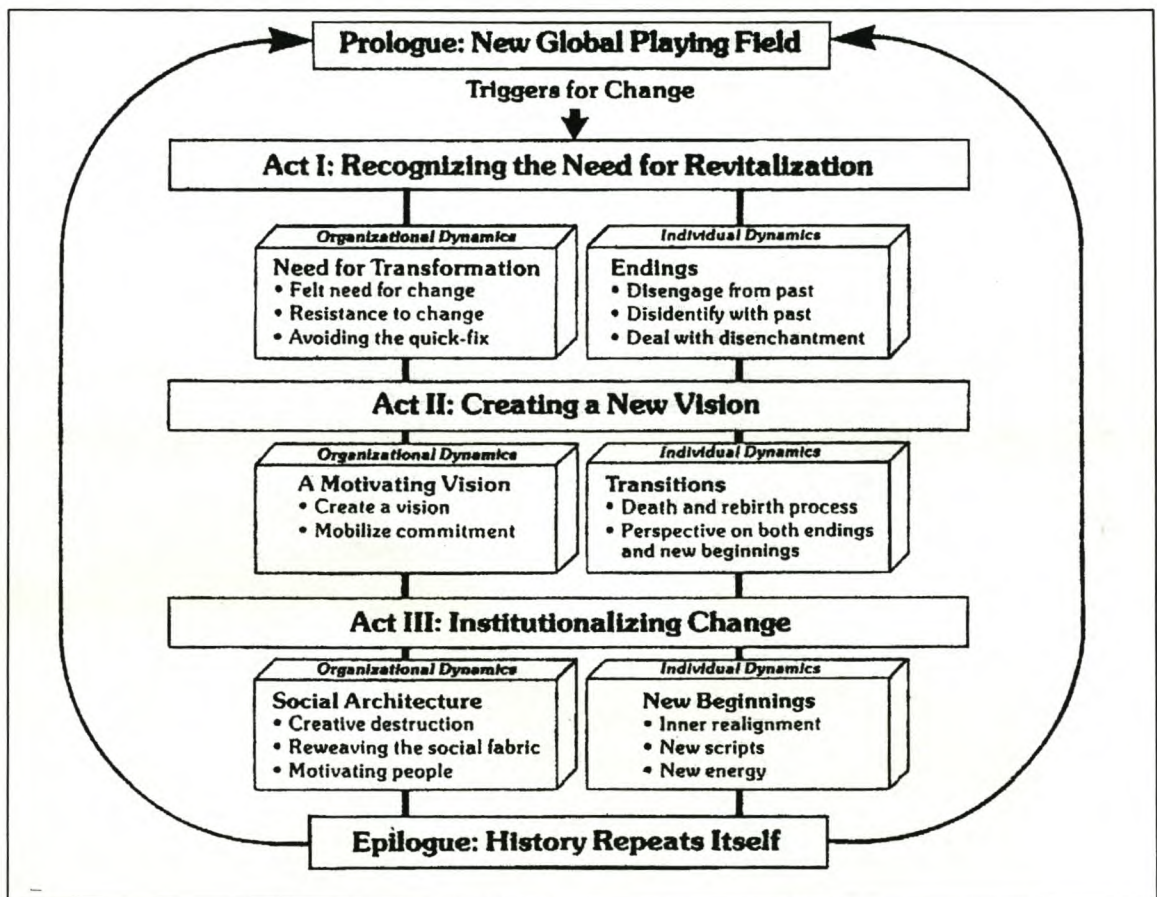 Prologue: New Global Playing Field
Triggers for Change
Act I: Recognizing the Need for Revitalization
Organizational Dynamics
Need for Transformation
• Felt need for change
• Resistance to change
• Avoiding the quick-fix
Individual Dynamics
Endings
• Disengage from past
• Disidentify with past
• Deal with disenchantment
Act II: Creating a New Vision
Organizational Dynamics
A Motivating Vision
• Create a vision
• Mobilize commitment
Individual Dynamics
Transitions
• Death and rebirth process
• Perspective on both endings
and new beginnings
Act III: Institutionalizing Change
Organizational Dynamics
Social Architecture
• Creative destruction
• Reweaving the social fabric
• Motivating people
Individual Dynamics
New Beginnings
• Inner realignment
• New scripts
• New energy
Epilogue: History Repeats Itself